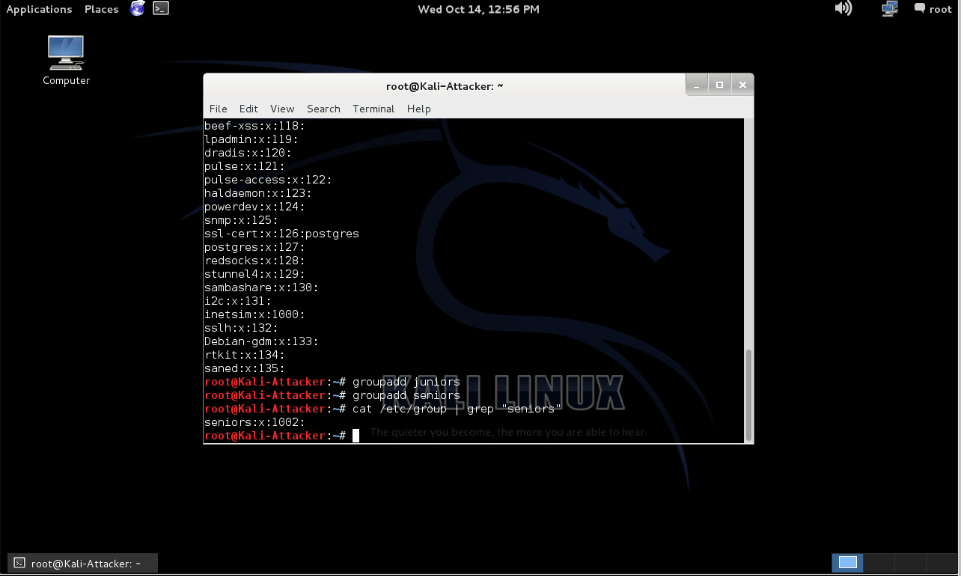 Applications Places Wed Oct 14, 12:56 PM root
Computer
root@Kali-Attacker: ~
File Edit View Search Terminal Help
beef-xss:x:118:
lpadmin:x:119:
dradis:x:120:
pulse:x:121:
pulse-access:x:122:
haldaemon:x:123:
powerdev:x:124:
snmp:x:125:
ssl-cert:x:126:postgres
postgres:x:127:
redsocks:x:128:
stunnel4:x:129:
sambashare:x:130:
i2c:x:131:
inetsim:x:1000:
sslh:x:132:
Debian-gdm:x:133:
rtkit:x:134:
saned:x:135:
root@Kali-Attacker:~# groupadd juniors
root@Kali-Attacker:~# groupadd seniors
root@Kali-Attacker:~# cat /etc/group | grep "seniors"
seniors:x:1002:
root@Kali-Attacker:~#
KALI LINUX
The quieter you become, the more you are able to hear
root@Kali-Attacker: ~